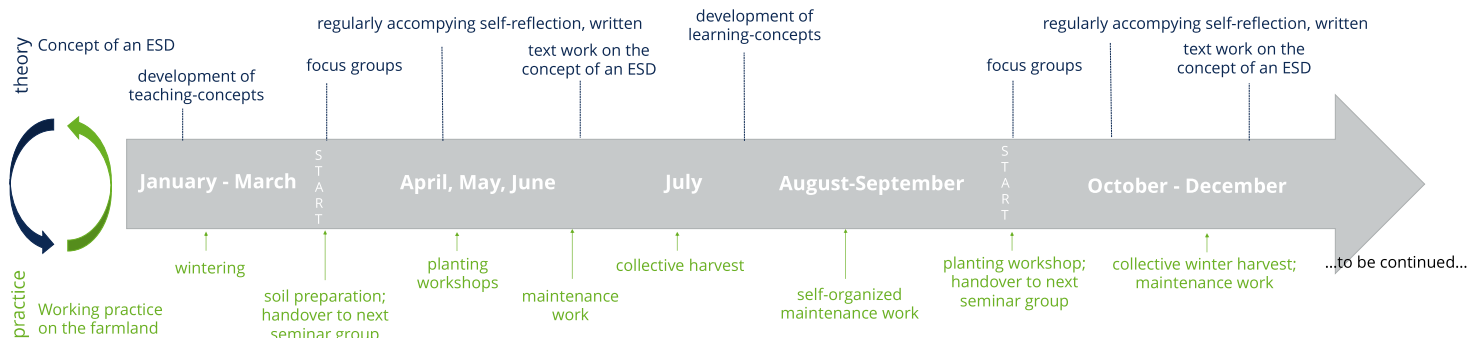 theory
Concept of an ESD
development of
teaching-concepts
focus groups
regularly accompying self-reflection, written
text work on the
concept of an ESD
development of
learning-concepts
focus groups
regularly accompying self-reflection, written
text work on the
concept of an ESD
January - March
START
April, May, June
July
August-September
START
October - December
practice
Working practice
on the farmland
wintering
soil preparation;
handover to next
seminar group
planting
workshops
maintenance
work
collective harvest
self-organized
maintenance work
planting workshop;
handover to next
seminar group
collective winter harvest;
maintenance work
...to be continued...